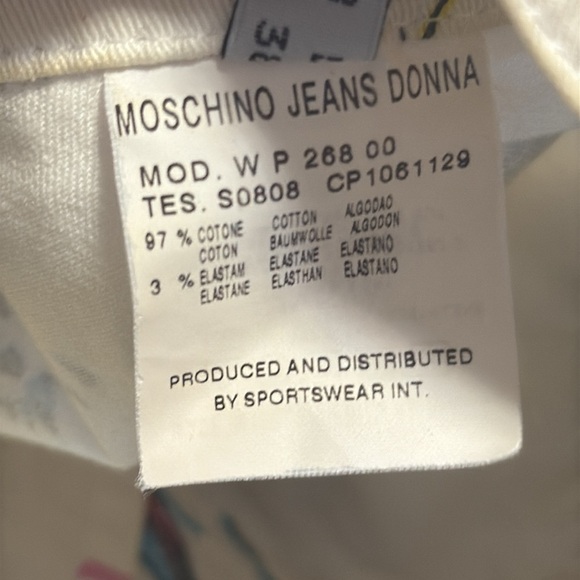 MOSCHINO JEANS DONNA
MOD. W P 268 00
TES. S0808 CP1061129
97 % COTONE COTTON ALGODAO
COTON BAUMWOLLE ALGODON
3 % ELASTAM ELASTANE ELASTANO
ELASTANE ELASTHAN ELASTANO
PRODUCED AND DISTRIBUTED
BY SPORTSWEAR INT.